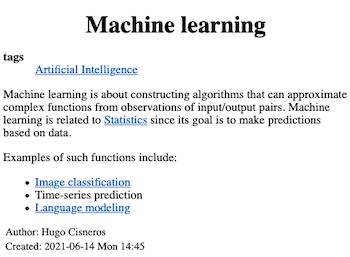 Machine learning
tags
Artificial Intelligence
Machine learning is about constructing algorithms that can approximate
complex functions from observations of input/output pairs. Machine
learning is related to Statistics since its goal is to make predictions
based on data.
Examples of such functions include:
• Image classification
• Time-series prediction
• Language modeling
Author: Hugo Cisneros
Created: 2021-06-14 Mon 14:45